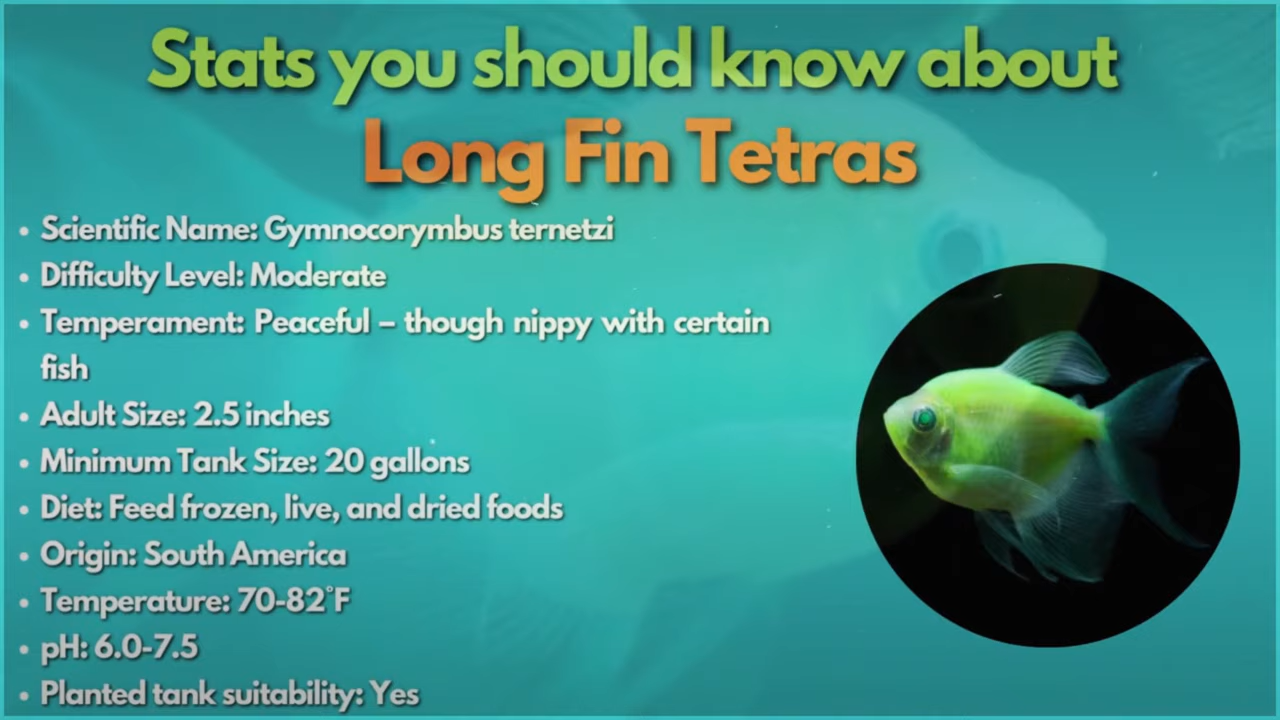 Stats you should know about
Long Fin Tetras
• Scientific Name: Gymnocorymbus ternetzi
• Difficulty Level: Moderate
• Temperament: Peaceful – though nippy with certain
fish
• Adult Size: 2.5 inches
• Minimum Tank Size: 20 gallons
• Diet: Feed frozen, live, and dried foods
• Origin: South America
• Temperature: 70-82°F
• pH: 6.0-7.5
• Planted tank suitability: Yes